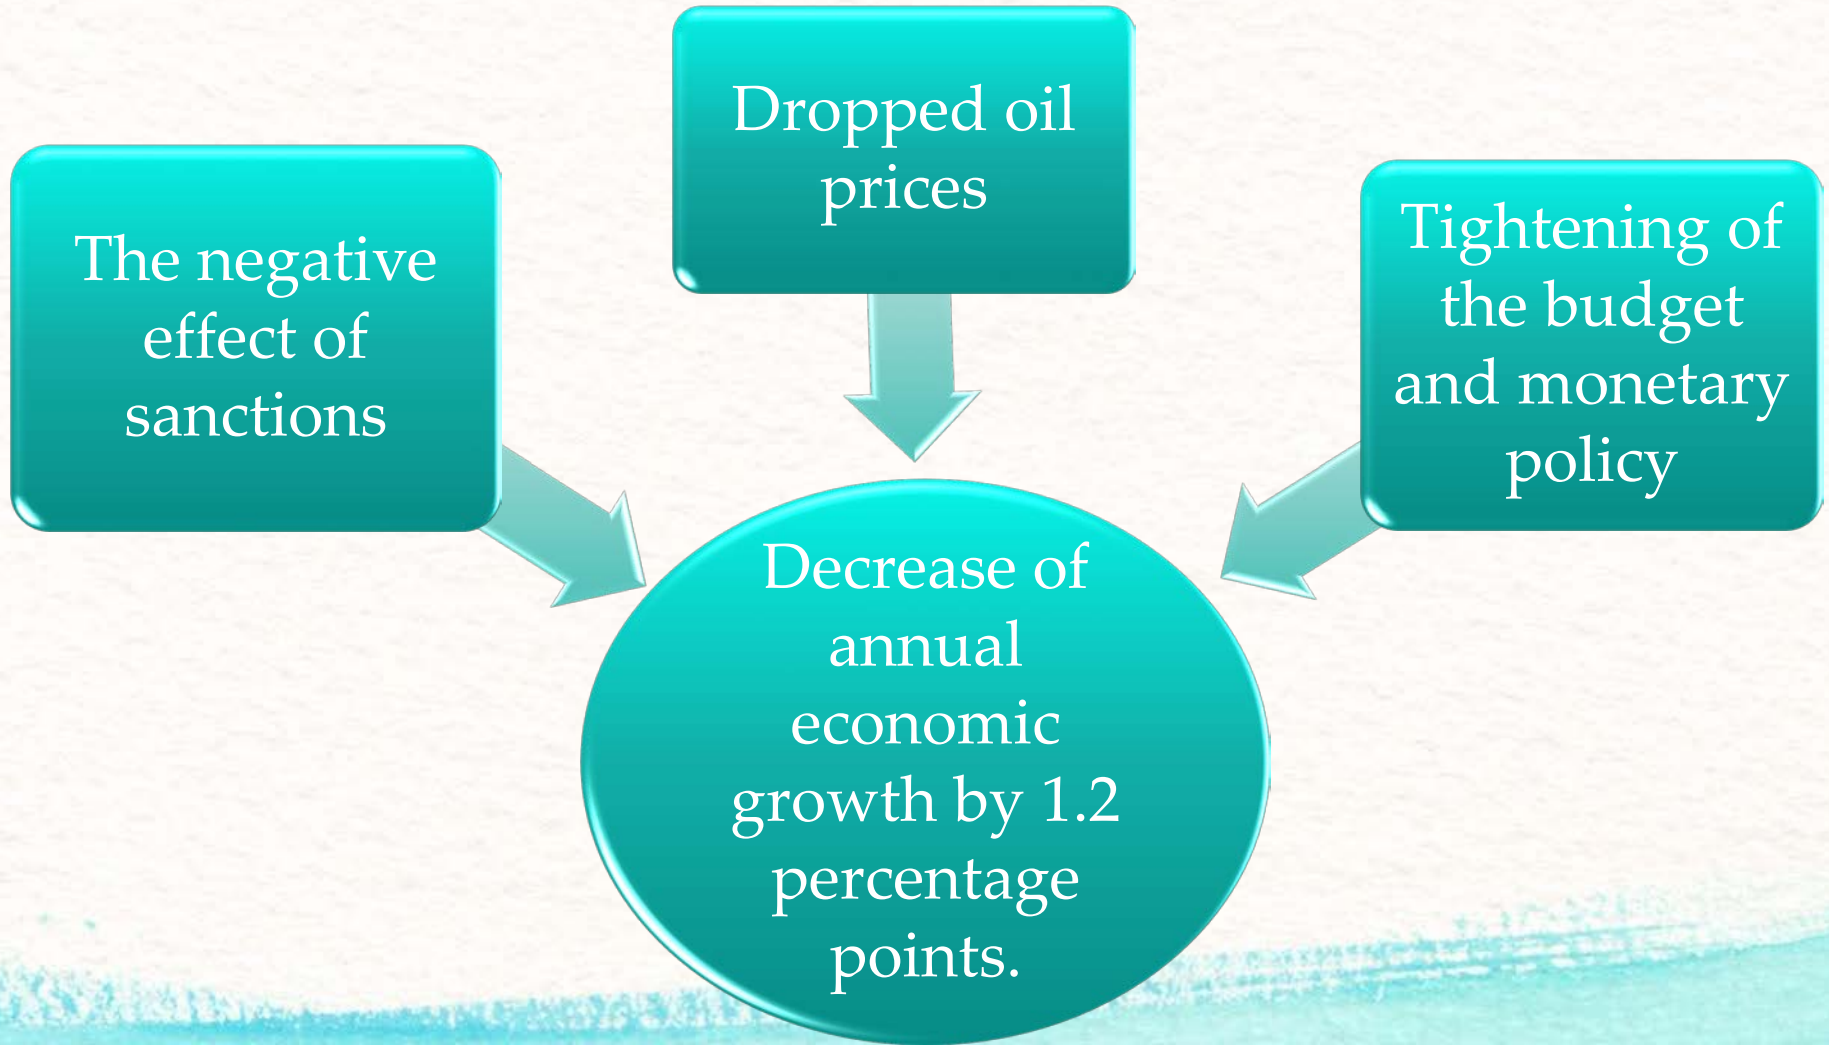 The negative
effect of
sanctions
Dropped oil
prices
Tightening of
the budget
and monetary
policy
Decrease of
annual
economic
growth by 1.2
percentage
points.